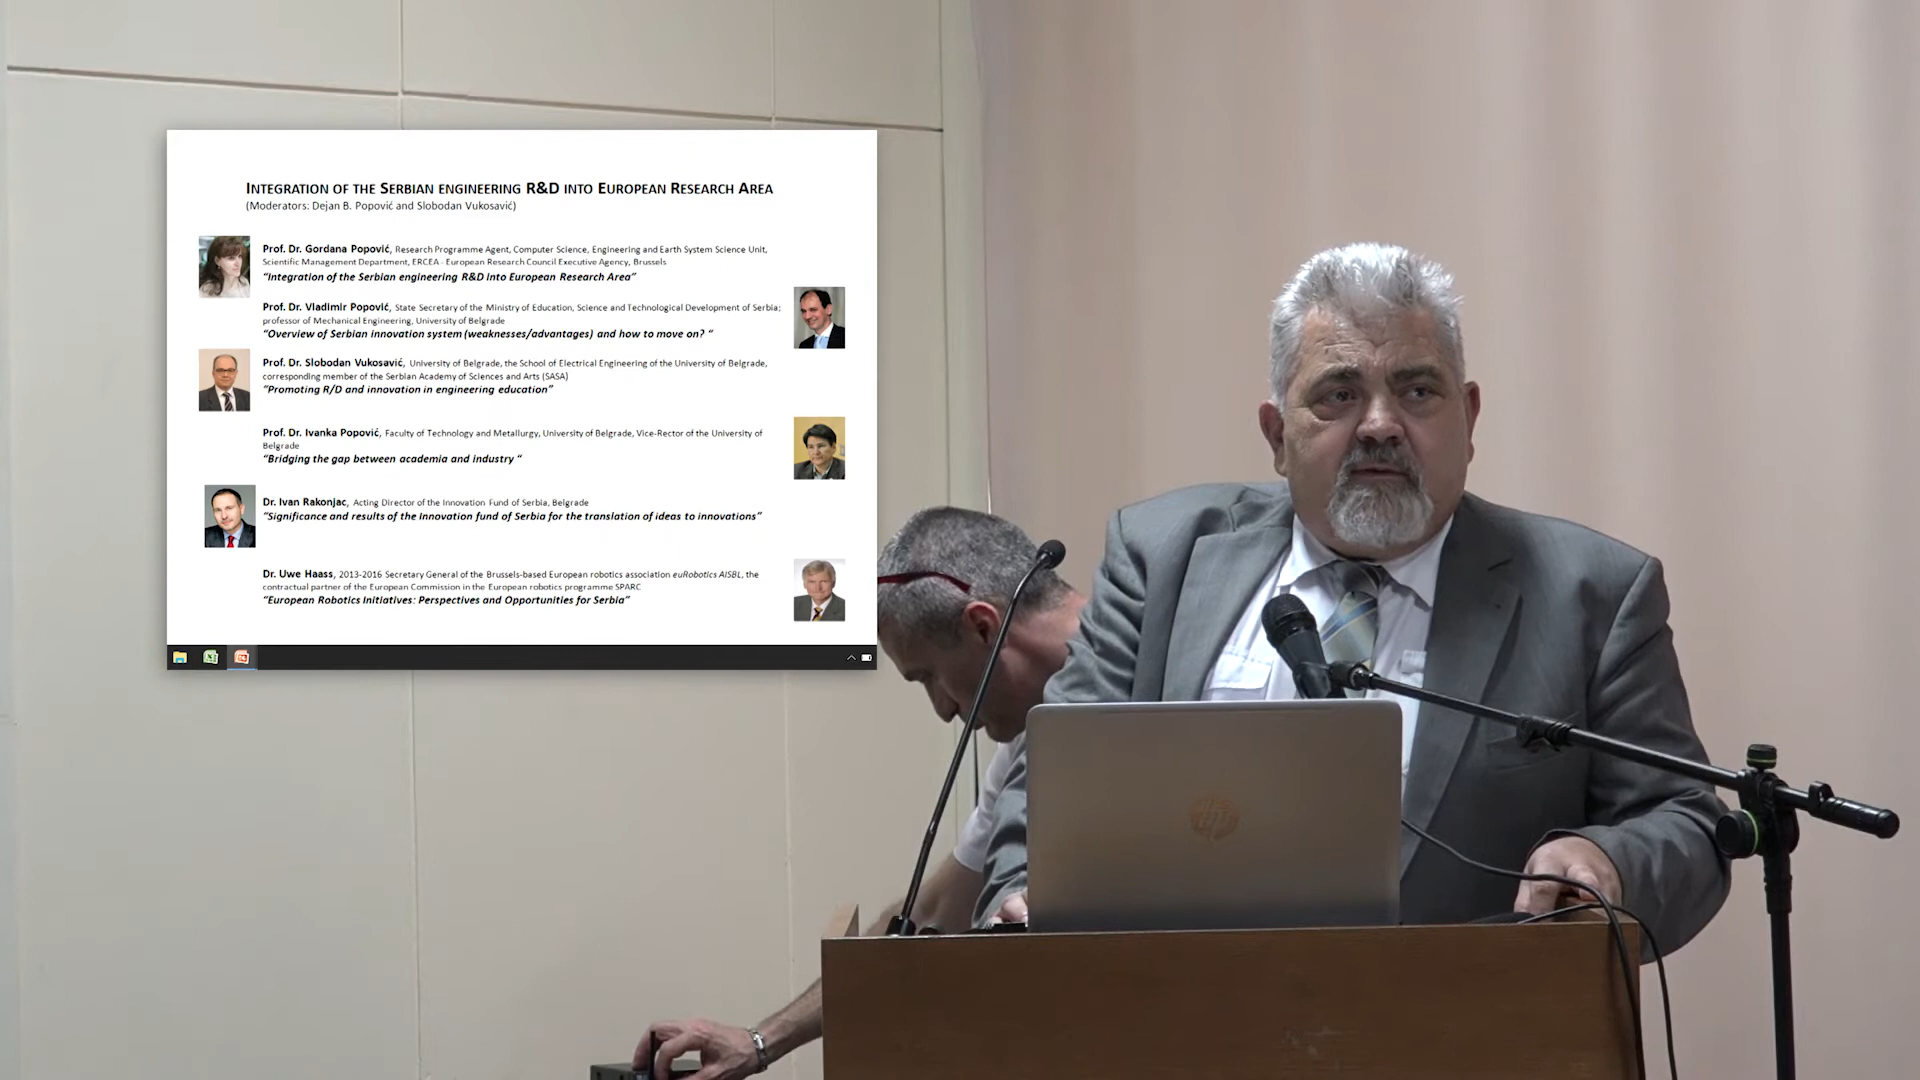 INTEGRATION OF THE SERBIAN ENGINEERING R&D INTO EUROPEAN RESEARCH AREA
(Moderators: Dejan B. Popović and Slobodan Vukosavić)
Prof. Dr. Gordana Popović, Research Programme Agent, Computer Science, Engineering and Earth System Science Unit,
Scientific Management Department, ERCEA - European Research Council Executive Agency, Brussels
“Integration of the Serbian engineering R&D into European Research Area”
Prof. Dr. Vladimir Popović, State Secretary of the Ministry of Education, Science and Technological Development of Serbia;
professor of Mechanical Engineering, University of Belgrade
“Overview of Serbian innovation system (weaknesses/advantages) and how to move on? “
Prof. Dr. Slobodan Vukosavić, University of Belgrade, the School of Electrical Engineering of the University of Belgrade,
corresponding member of the Serbian Academy of Sciences and Arts (SASA)
“Promoting R/D and innovation in engineering education”
Prof. Dr. Ivanka Popović, Faculty of Technology and Metallurgy, University of Belgrade, Vice-Rector of the University of
Belgrade
“Bridging the gap between academia and industry “
Dr. Ivan Rakonjac, Acting Director of the Innovation Fund of Serbia, Belgrade
“Significance and results of the Innovation fund of Serbia for the translation of ideas to innovations”
Dr. Uwe Haass, 2013-2016 Secretary General of the Brussels-based European robotics association euRobotics AISBL, the
contractual partner of the European Commission in the European robotics programme SPARC
“European Robotics Initiatives: Perspectives and Opportunities for Serbia”
hp